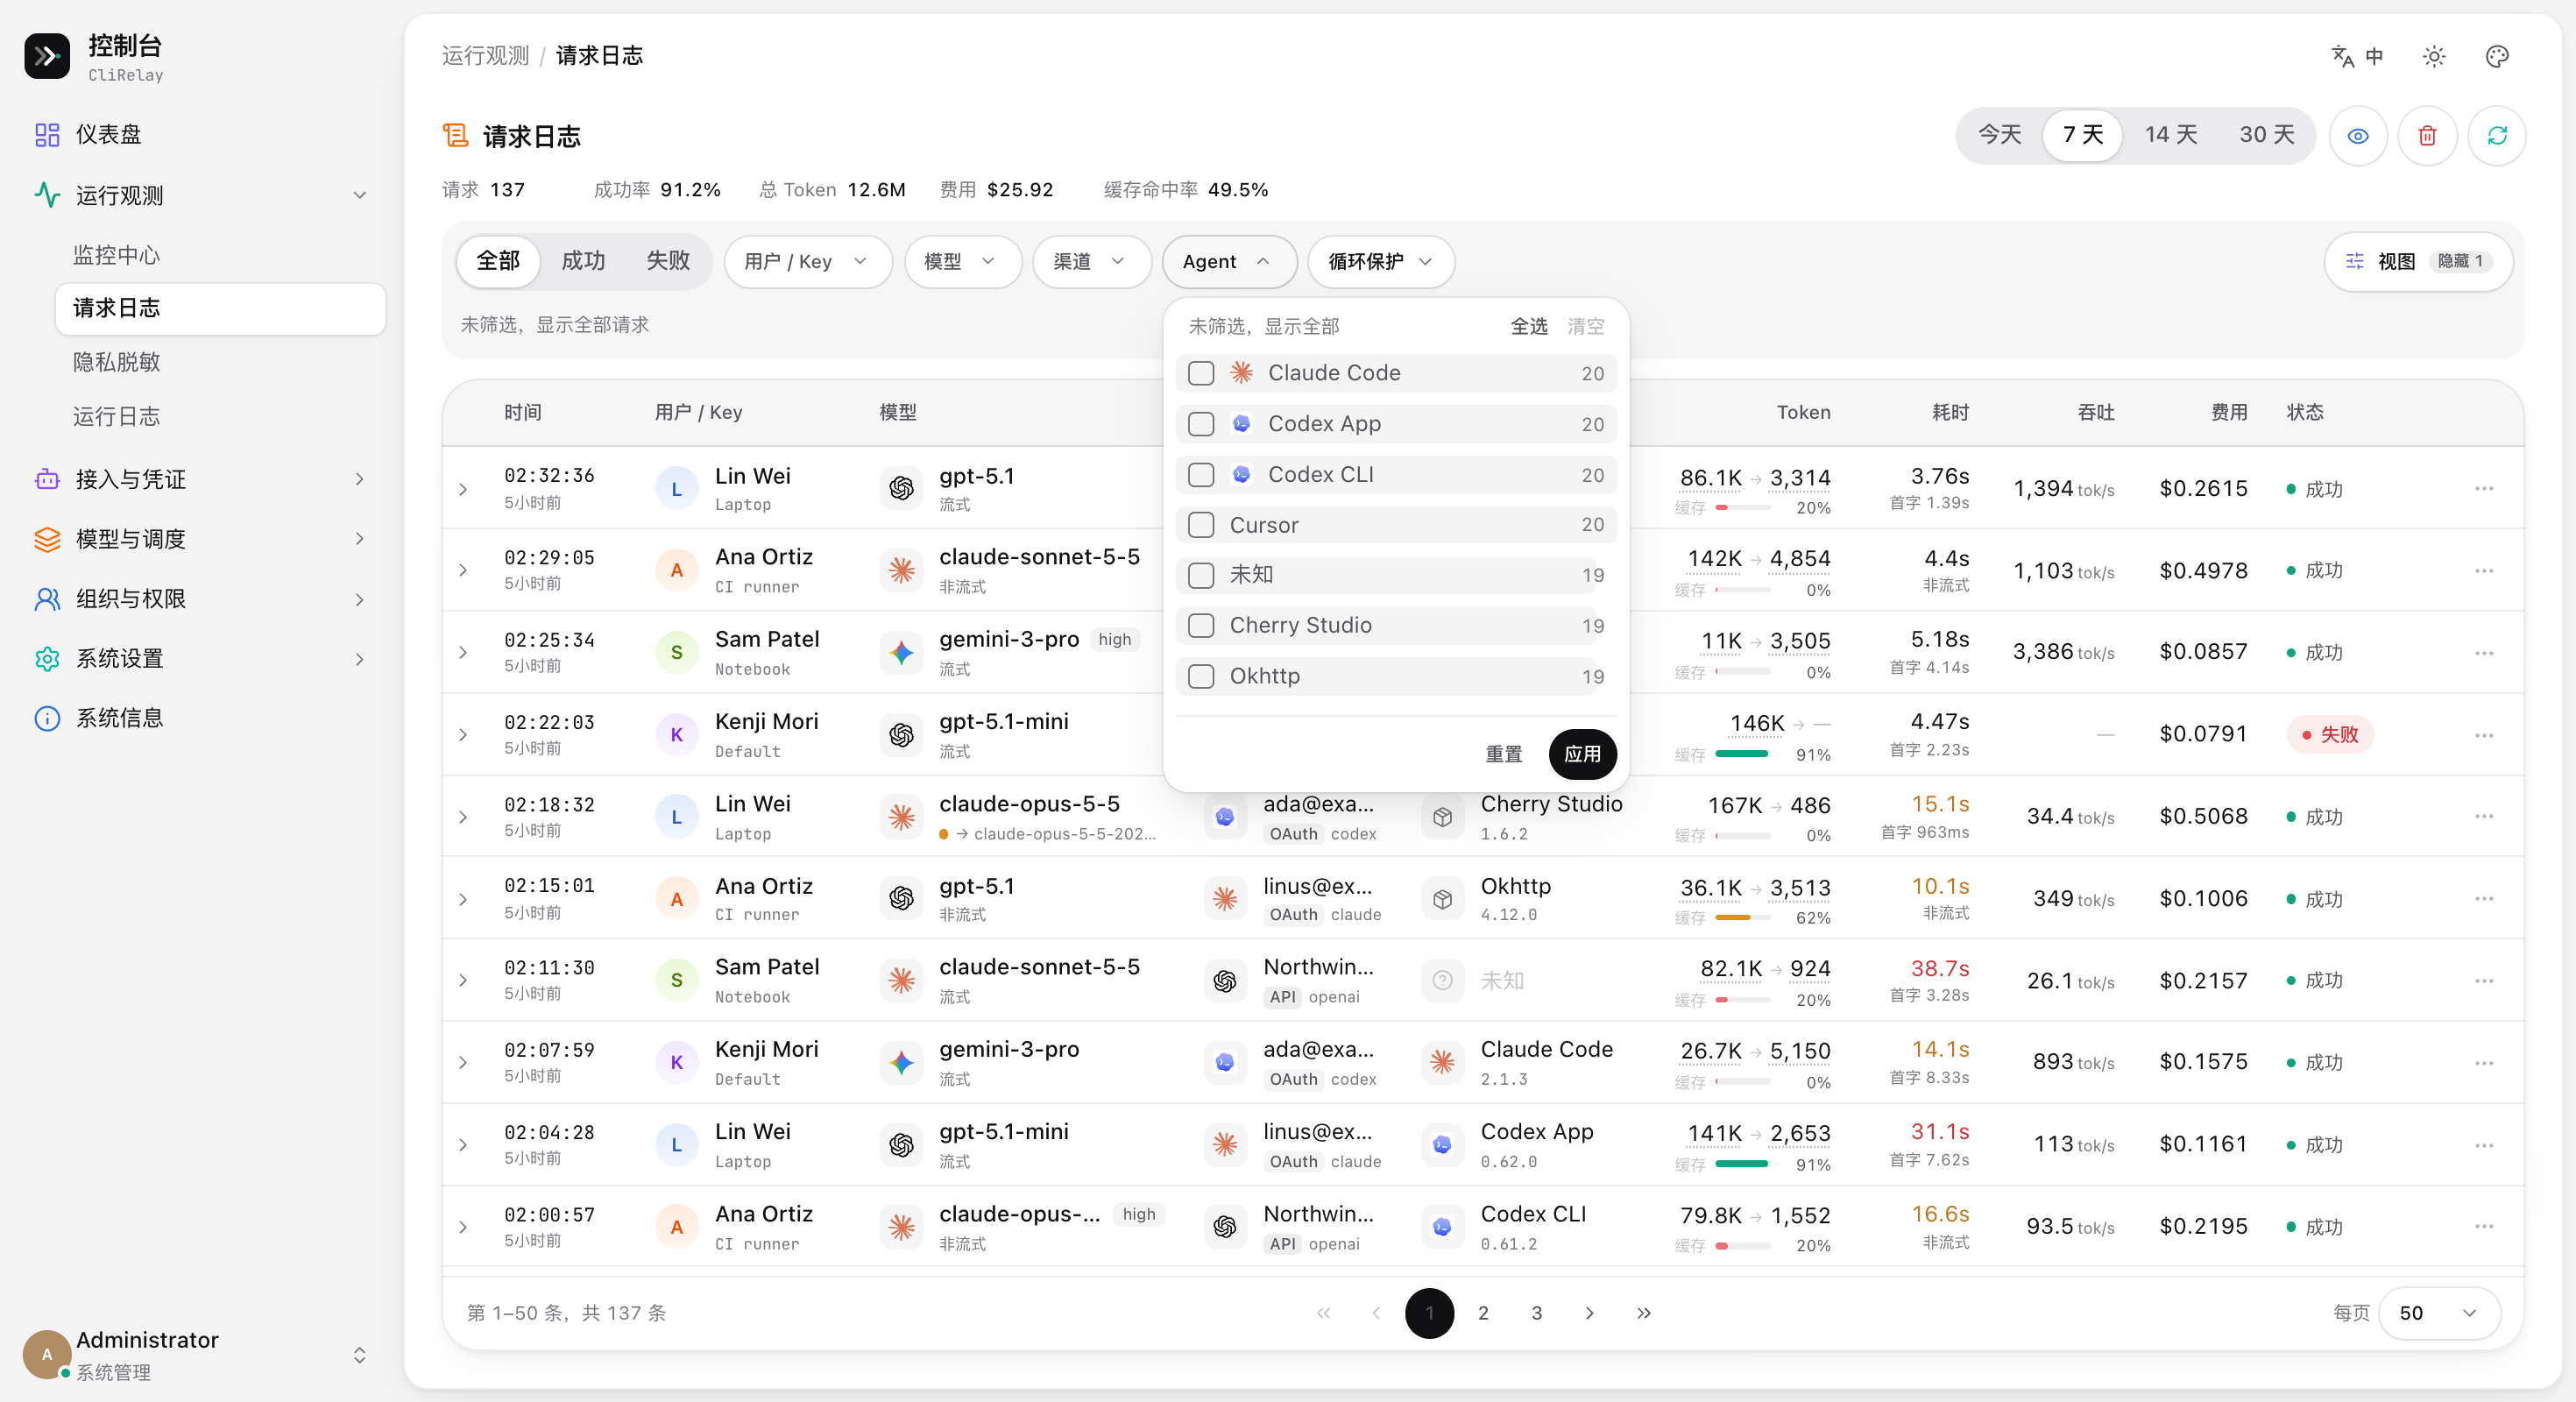 控制台
CliRelay
仪表盘
运行观测
监控中心
请求日志
隐私脱敏
运行日志
接入与凭证
模型与调度
组织与权限
系统设置
系统信息
A
Administrator
系统管理
运行观测 / 请求日志
中
请求日志
今天 7 天 14 天 30 天
请求 137 成功率 91.2% 总 Token 12.6M 费用 $25.92 缓存命中率 49.5%
全部 成功 失败 用户 / Key 模型 渠道 Agent 循环保护 视图 隐藏 1
未筛选，显示全部请求
未筛选，显示全部 全选 清空
Claude Code 20
Codex App 20
Codex CLI 20
Cursor 20
未知 19
Cherry Studio 19
Okhttp 19
重置 应用
时间 用户 / Key 模型 Token 耗时 吞吐 费用 状态
02:32:36 L Lin Wei gpt-5.1 86.1K → 3,314 3.76s 1,394 tok/s $0.2615 成功
5小时前 Laptop 流式 缓存 20% 首字 1.39s
02:29:05 A Ana Ortiz claude-sonnet-5-5 142K → 4,854 4.4s 1,103 tok/s $0.4978 成功
5小时前 CI runner 非流式 缓存 0% 非流式
02:25:34 S Sam Patel gemini-3-pro high 11K → 3,505 5.18s 3,386 tok/s $0.0857 成功
5小时前 Notebook 流式 缓存 0% 首字 4.14s
02:22:03 K Kenji Mori gpt-5.1-mini 146K → — 4.47s — $0.0791 失败
5小时前 Default 流式 缓存 91% 首字 2.23s
02:18:32 L Lin Wei claude-opus-5-5 ada@exa... Cherry Studio 167K → 486 15.1s 34.4 tok/s $0.5068 成功
5小时前 Laptop → claude-opus-5-5-202... OAuth codex 1.6.2 缓存 0% 首字 963ms
02:15:01 A Ana Ortiz gpt-5.1 linus@ex... Okhttp 36.1K → 3,513 10.1s 349 tok/s $0.1006 成功
5小时前 CI runner 非流式 OAuth claude 4.12.0 缓存 62% 非流式
02:11:30 S Sam Patel claude-sonnet-5-5 Northwin... 未知 82.1K → 924 38.7s 26.1 tok/s $0.2157 成功
5小时前 Notebook 流式 API openai 缓存 20% 首字 3.28s
02:07:59 K Kenji Mori gemini-3-pro ada@exa... Claude Code 26.7K → 5,150 14.1s 893 tok/s $0.1575 成功
5小时前 Default 流式 OAuth codex 2.1.3 缓存 0% 首字 8.33s
02:04:28 L Lin Wei gpt-5.1-mini linus@ex... Codex App 141K → 2,653 31.1s 113 tok/s $0.1161 成功
5小时前 Laptop 流式 OAuth claude 0.62.0 缓存 91% 首字 7.62s
02:00:57 A Ana Ortiz claude-opus-... high Northwin... Codex CLI 79.8K → 1,552 16.6s 93.5 tok/s $0.2195 成功
5小时前 CI runner 非流式 API openai 0.61.2 缓存 20% 非流式
第 1–50 条，共 137 条 « ‹ 1 2 3 › » 每页 50